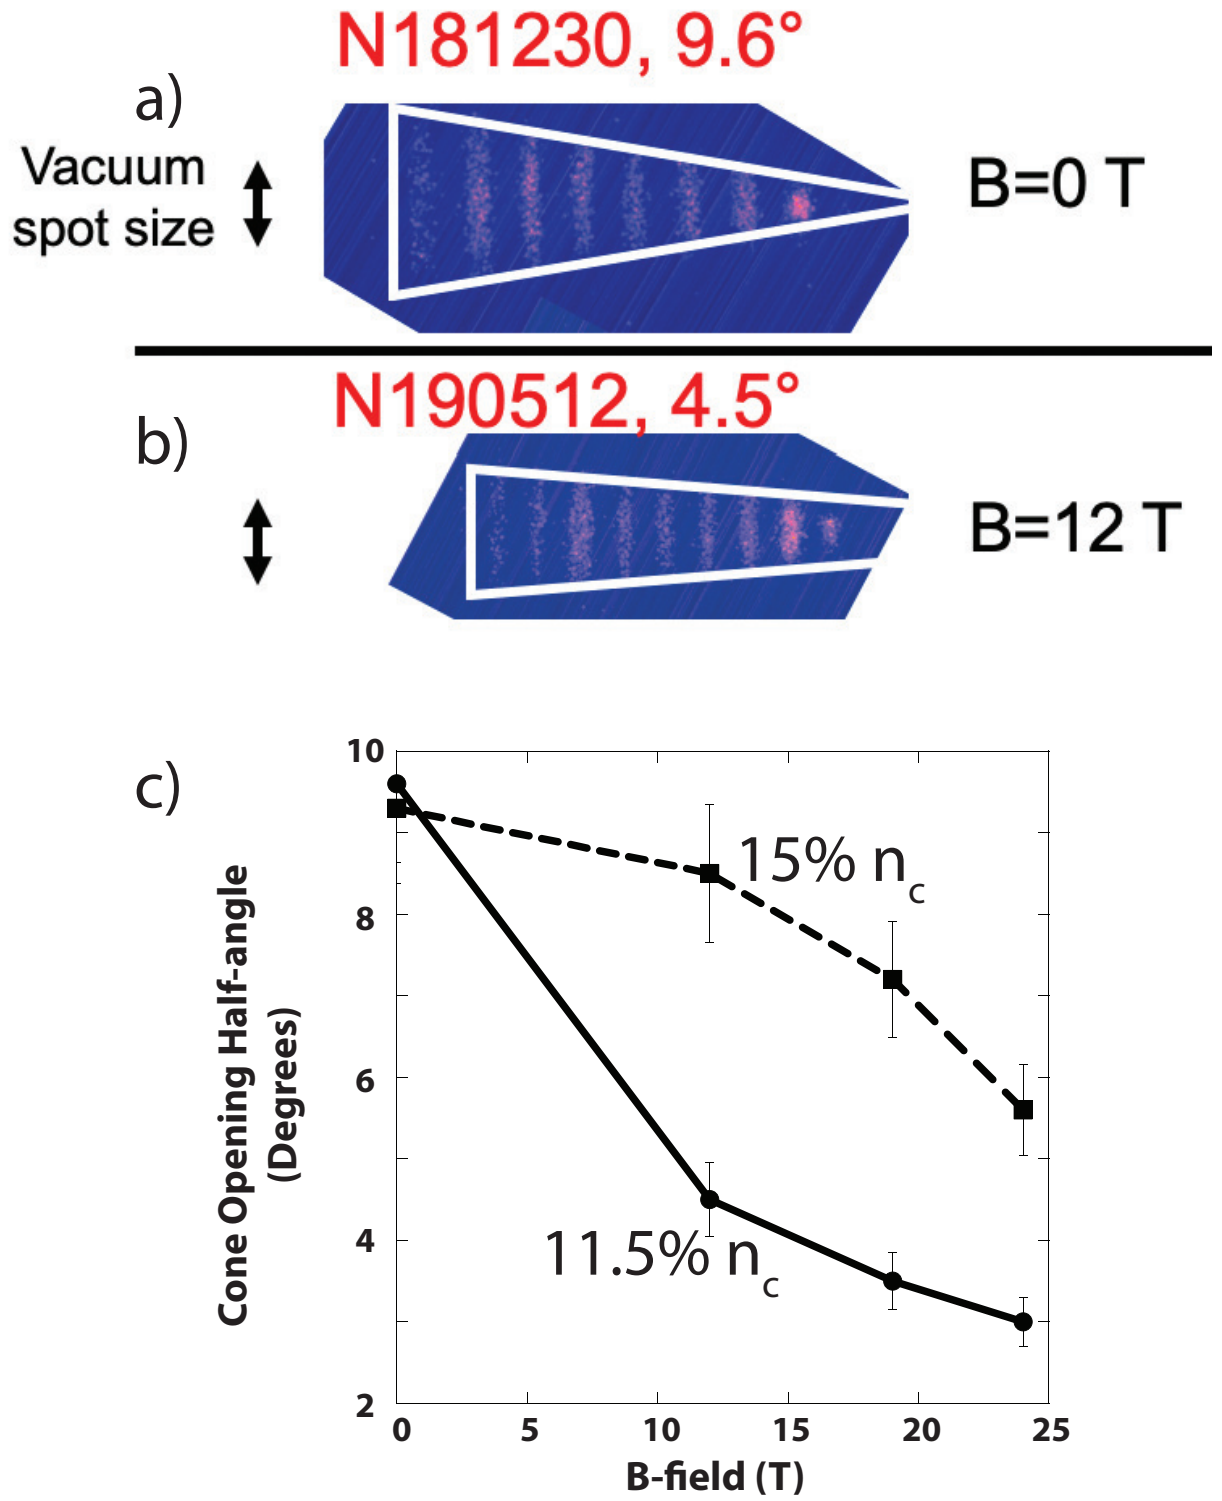 N181230, 9.6°
a)
Vacuum
spot size
B=0 T
N190512, 4.5°
b)
B=12 T
c)
10
8
6
4
2
Cone Opening Half-angle
(Degrees)
15% nc
11.5% nc
0 5 10 15 20 25
B-field (T)